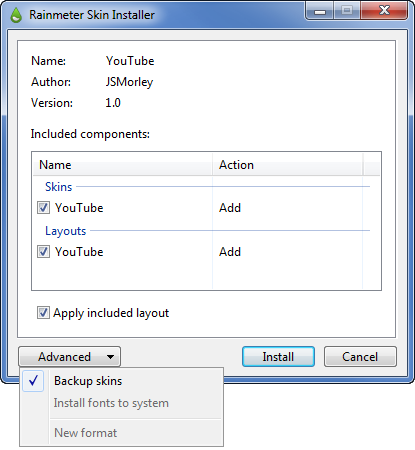 Rainmeter Skin Installer
Name: YouTube
Author: JSMorley
Version: 1.0
Included components:
Name Action
Skins
YouTube Add
Layouts
YouTube Add
Apply included layout
Advanced Install Cancel
Backup skins
Install fonts to system
New format